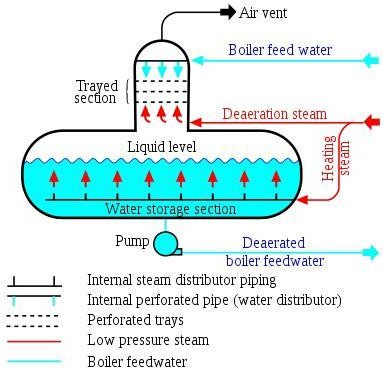 Air vent
Boiler feed water
Trayed
section
Deaeration steam
Liquid level
Heating
steam
Water storage section
Pump
Deaerated
boiler feedwater
Internal steam distributor piping
Internal perforated pipe (water distributor)
Perforated trays
Low pressure steam
Boiler feedwater